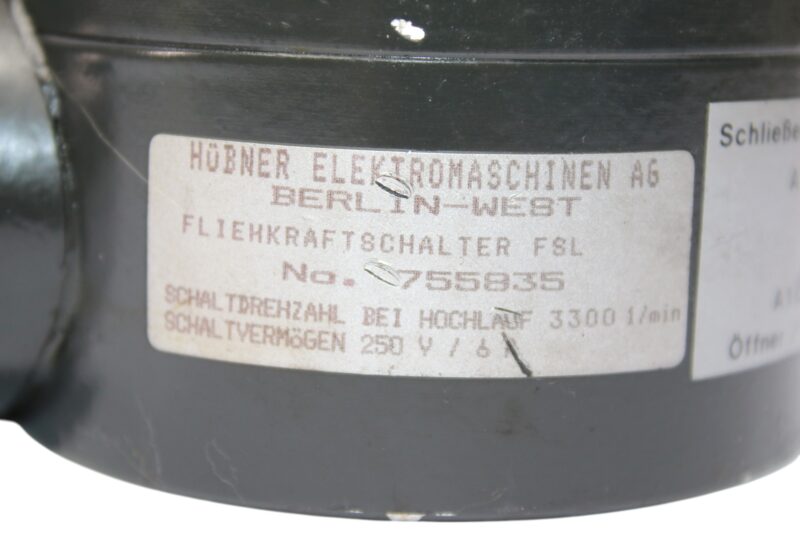 HÜBNER ELEKTROMASCHINEN AG
BERLIN-WEST
FLIEHKRAFTSCHALTER FSL
No. 755835
SCHALTDREHZAHL BEI HOCHLAUF 3300 1/min
SCHALTVERMÖGEN 250 V / 6
Schließe
A
A1
Öffner